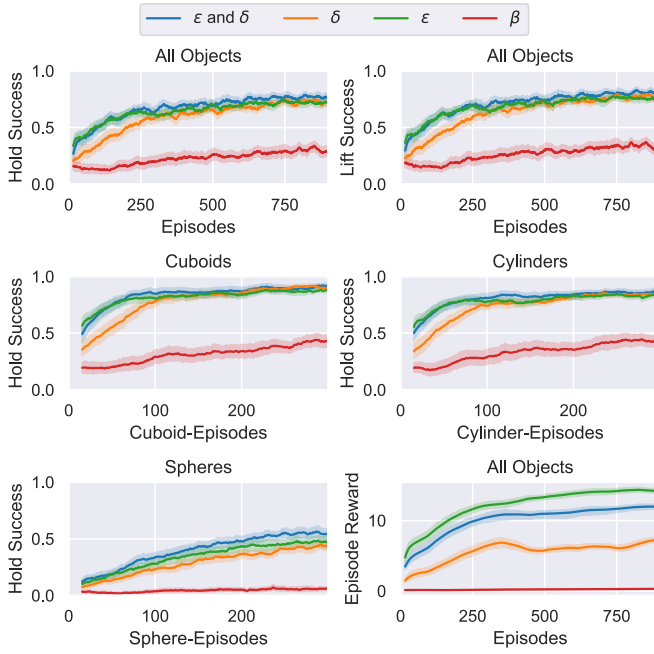 ε and δ δ ε β
All Objects All Objects
Hold Success 1.0 0.5 0.0 Lift Success 1.0 0.5 0.0
0 250 500 750 0 250 500 750
Episodes Episodes
Cuboids Cylinders
Hold Success 1.0 0.5 0.0 Hold Success 1.0 0.5 0.0
0 100 200 0 100 200
Cuboid-Episodes Cylinder-Episodes
Spheres All Objects
Hold Success 1.0 0.5 0.0 Episode Reward 10 0
0 100 200 0 250 500 750
Sphere-Episodes Episodes